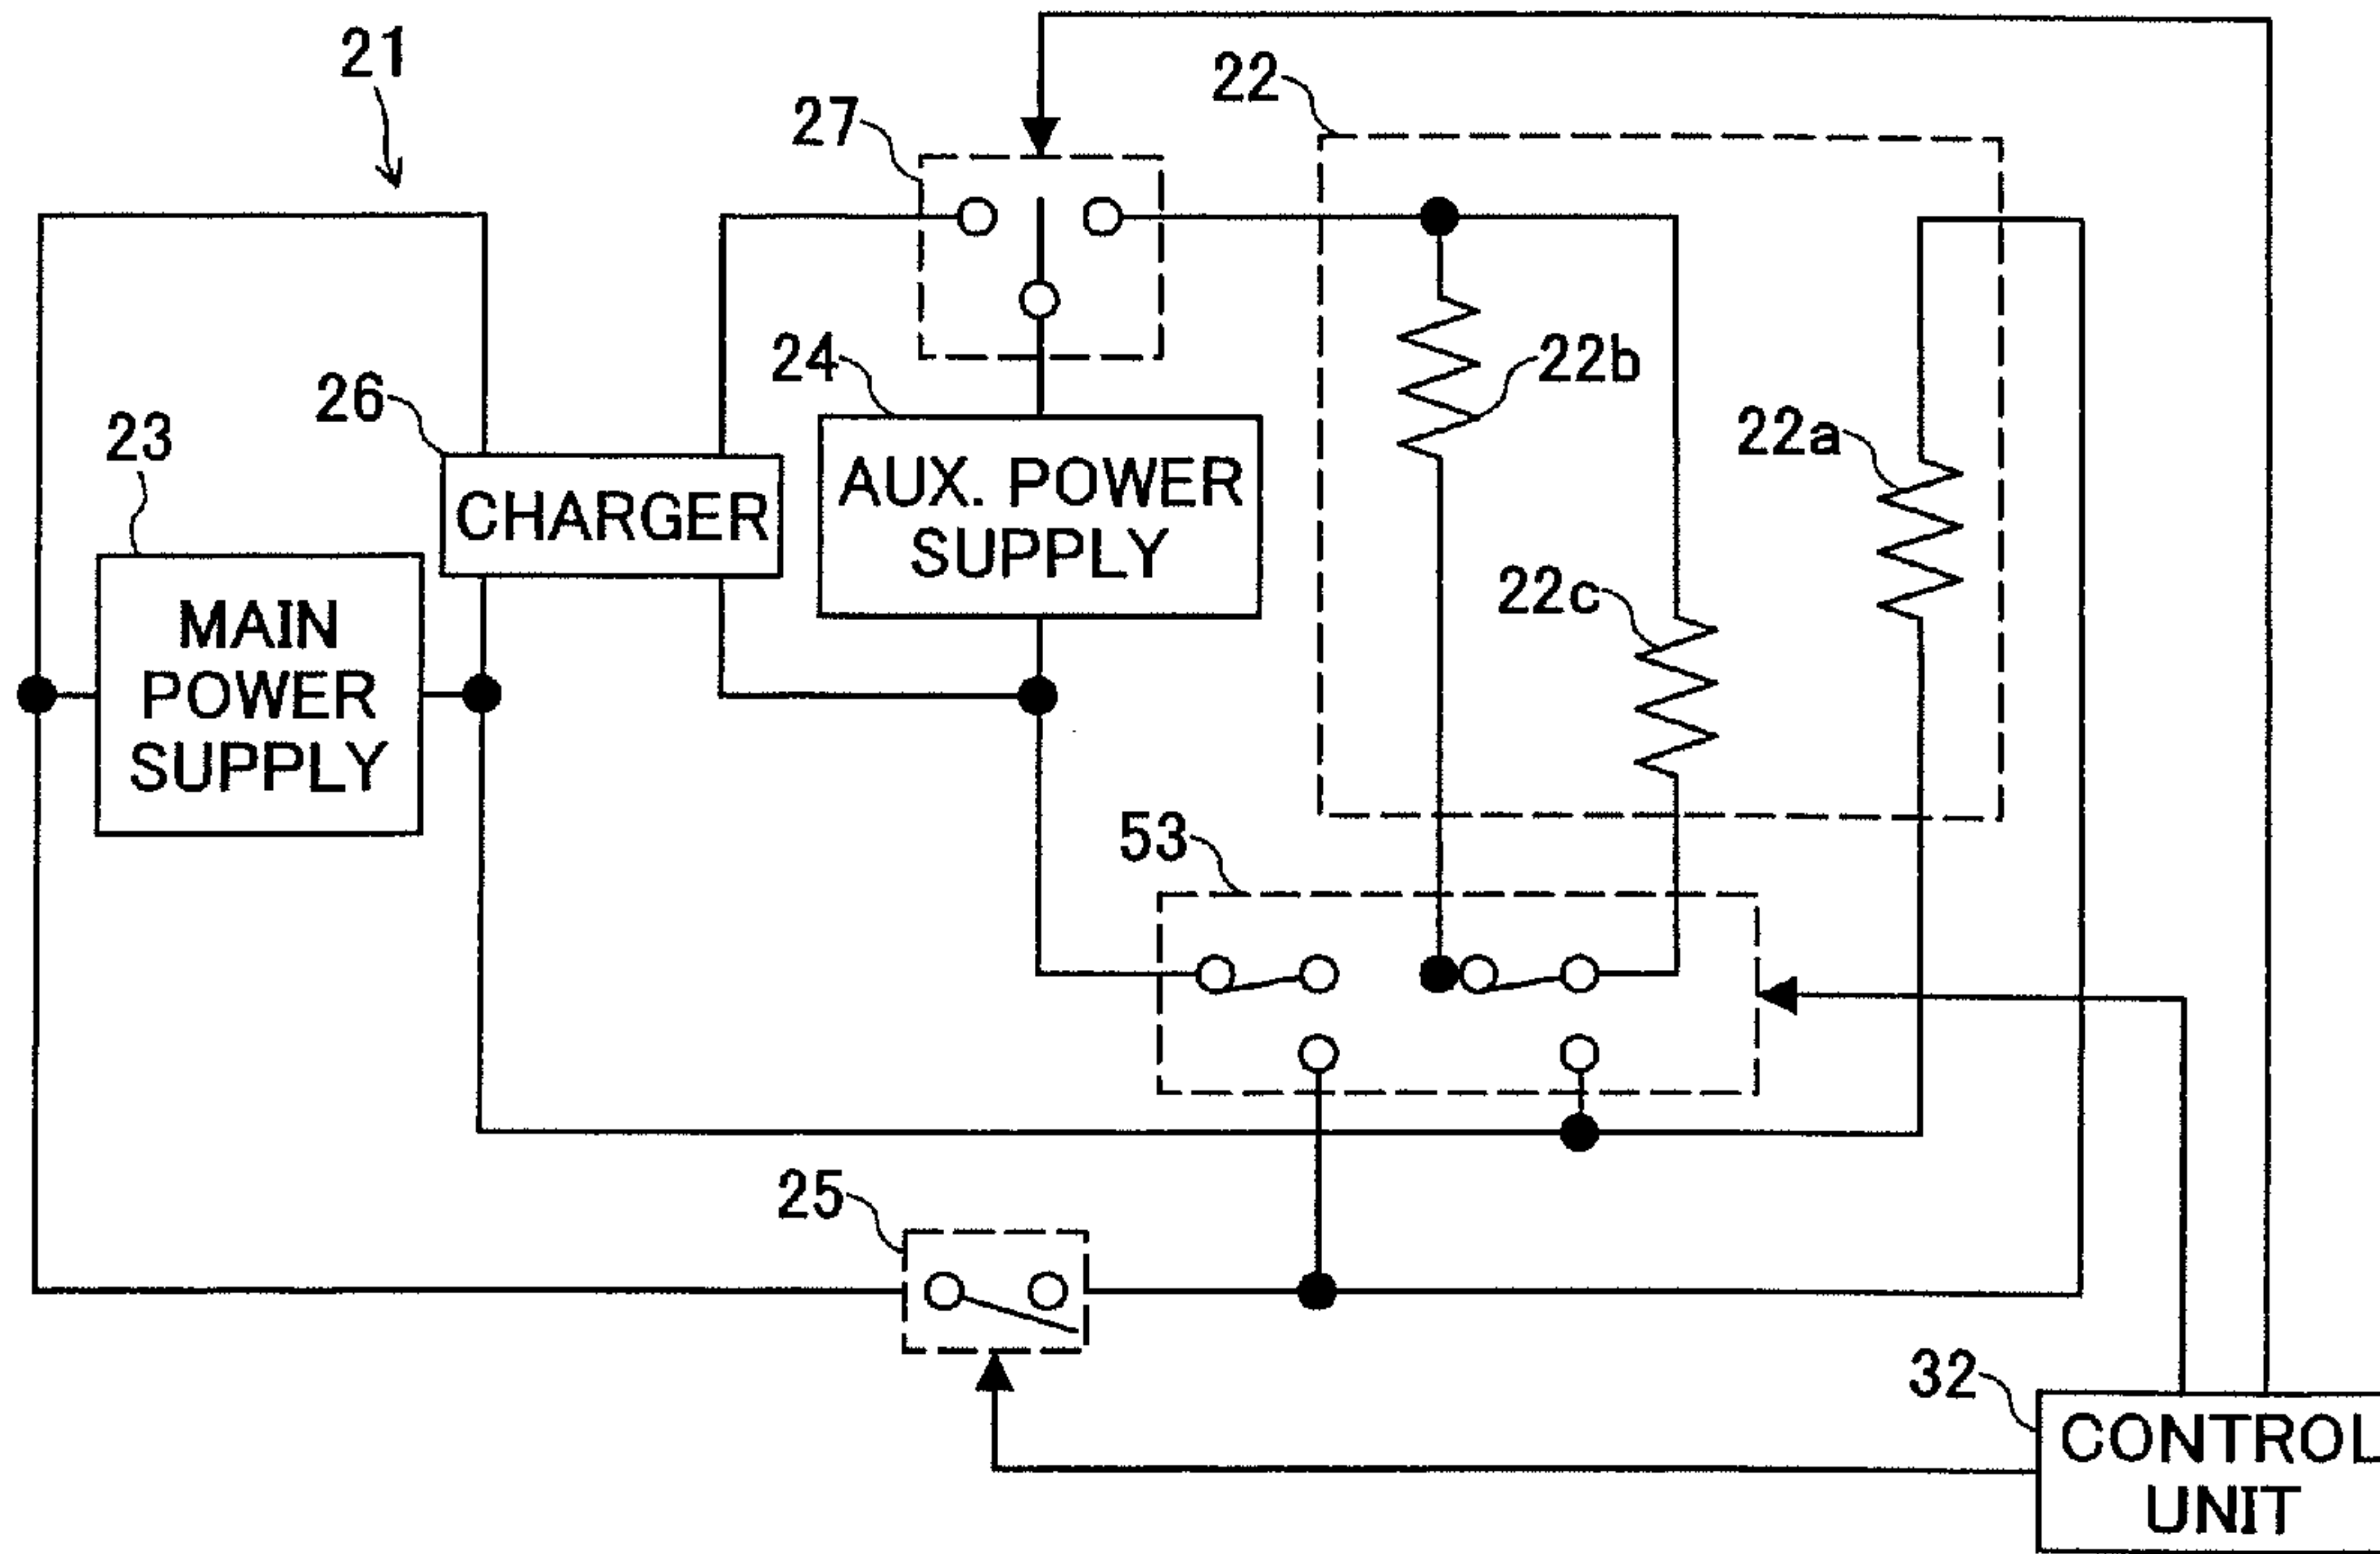 21
22
27
24
22b
26
22a
23
AUX. POWER
SUPPLY
CHARGER
22c
MAIN
POWER
SUPPLY
53
25
32
CONTROL
UNIT